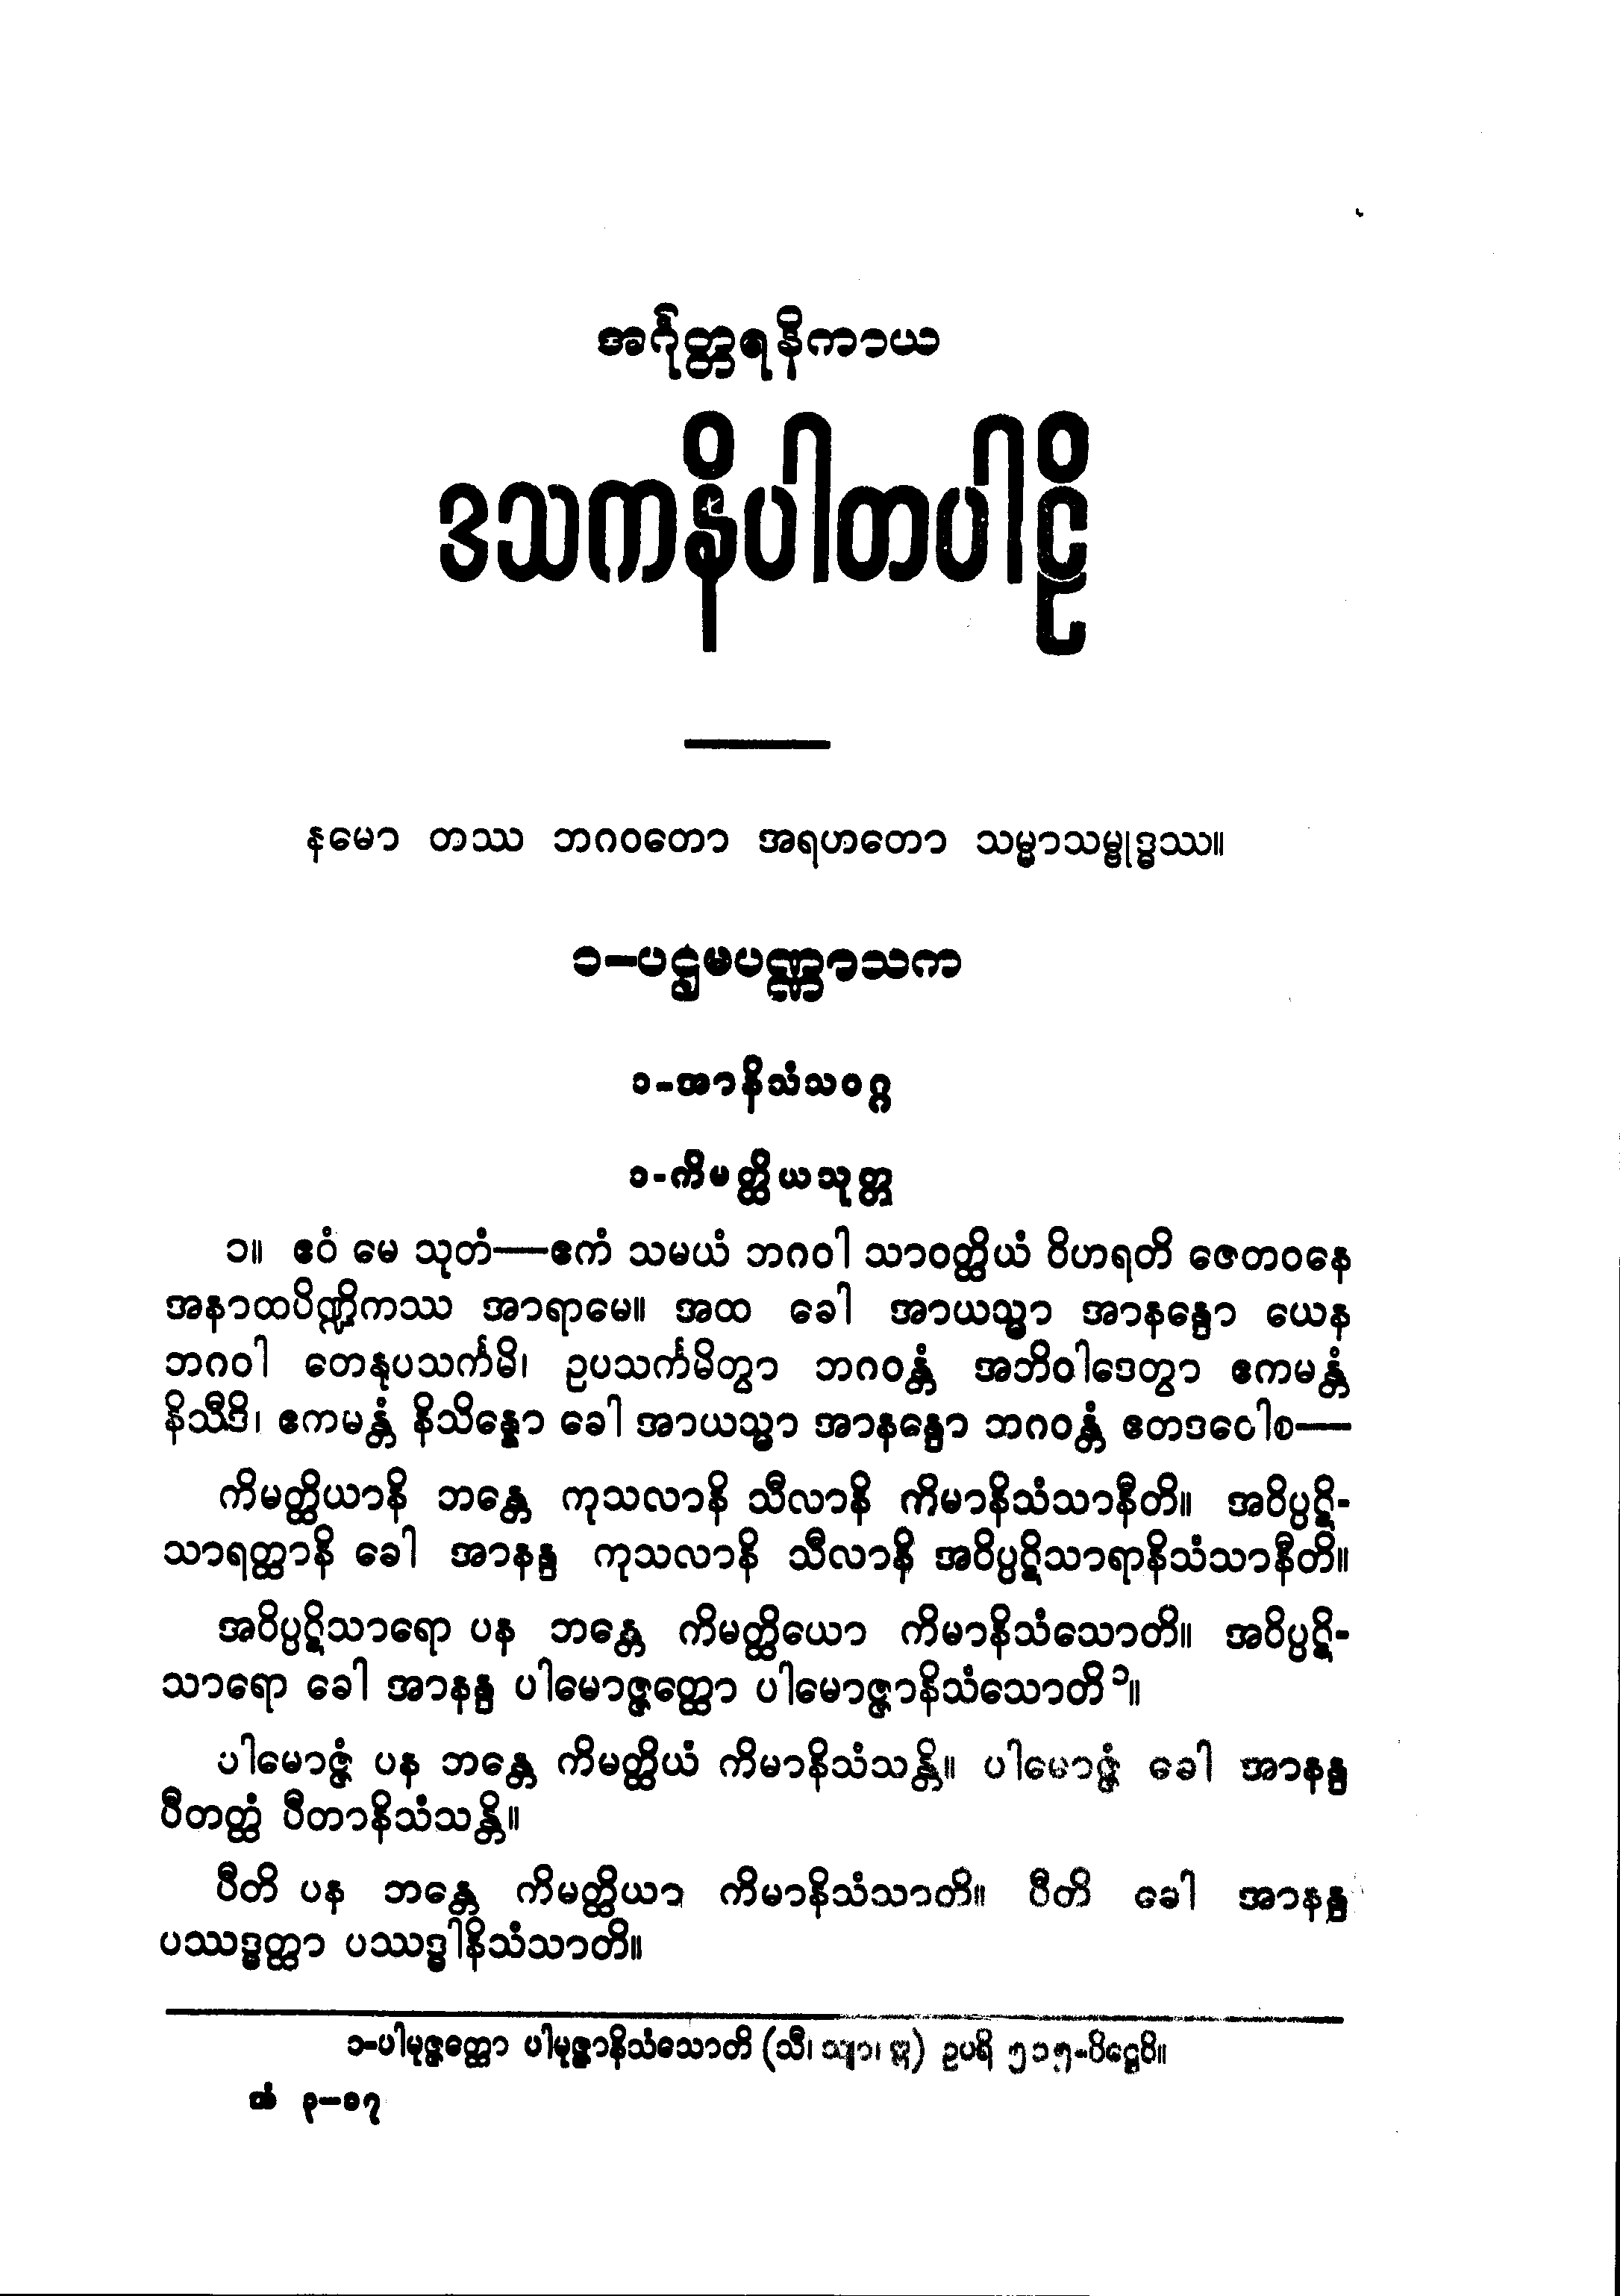 အင်္ဂုတ္တရနိကာယ
ဒသကနိပါတပါဠိ
နမော တဿ ဘဂဝတော အရဟတော သမ္မာသမ္ဗုဒ္ဓဿ။
၁–ပဌမပဏ္ဏာသက
၁-အာနိသံသဝဂ္ဂ
၁-ကိမတ္ထိယသုတ္တ
၁။ ဧဝံ မေ သုတံ—ဧကံ သမယံ ဘဂဝါ သာဝတ္ထိယံ ဝိဟရတိ ဇေတဝနေ
အနာထပိဏ္ဍိကဿ အာရာမေ။ အထ ခေါ အာယသ္မာ အာနန္ဒော ယေန
ဘဂဝါ တေနုပသင်္ကမိ၊ ဥပသင်္ကမိတွာ ဘဂဝန္တံ အဘိဝါဒေတွာ ဧကမန္တံ
နိသီဒိ၊ ဧကမန္တံ နိသိန္နော ခေါ အာယသ္မာ အာနန္ဒော ဘဂဝန္တံ ဧတဒဝေါစ—
ကိမတ္ထိယာနိ ဘန္တေ ကုသလာနိ သီလာနိ ကိမာနိသံသာနီတိ။ အဝိပ္ပဋိ-
သာရတ္ထာနိ ခေါ အာနန္ဒ ကုသလာနိ သီလာနိ အဝိပ္ပဋိသာရာနိသံသာနီတိ။
အဝိပ္ပဋိသာရော ပန ဘန္တေ ကိမတ္ထိယော ကိမာနိသံသောတိ။ အဝိပ္ပဋိ-
သာရော ခေါ အာနန္ဒ ပါမောဇ္ဇတ္ထော ပါမောဇ္ဇာနိသံသောတိ ၁။
ပါမောဇ္ဇံ ပန ဘန္တေ ကိမတ္ထိယံ ကိမာနိသံသန္တိ။ ပါမောဇ္ဇံ ခေါ အာနန္ဒ
ပီတတ္ထံ ပီတာနိသံသန္တိ။
ပီတိ ပန ဘန္တေ ကိမတ္ထိယာ ကိမာနိသံသာတိ။ ပီတိ ခေါ အာနန္ဒ
ပဿဒ္ဓတ္ထာ ပဿဒ္ဓါနိသံသာတိ။
၁-ပါမုဇ္ဇတ္ထော ပါမုဇ္ဇာနိသံသောတိ (သီ၊ သျာ၊ ဣ) ဥပရိ ၅၁၅-ပိဋ္ဌေပိ။
အံ ၃–၁၇